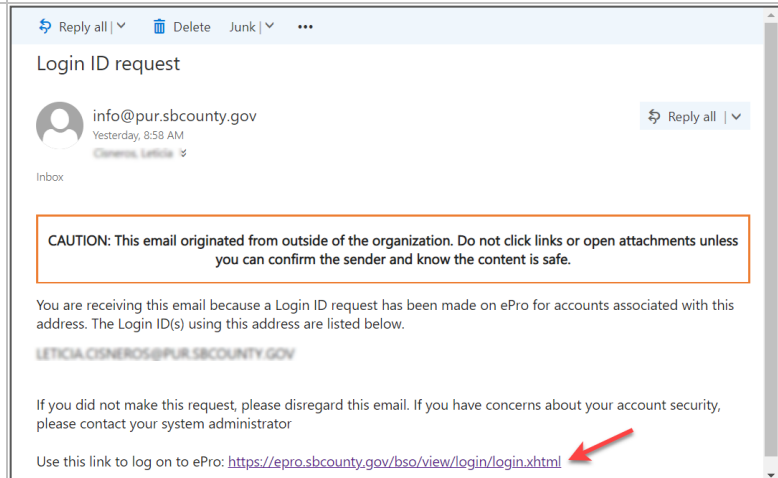 Reply all | Delete Junk | •••
Login ID request
info@pur.sbcounty.gov
Reply all |
Yesterday, 8:58 AM
Inbox
CAUTION: This email originated from outside of the organization. Do not click links or open attachments unless
you can confirm the sender and know the content is safe.
You are receiving this email because a Login ID request has been made on ePro for accounts associated with this
address. The Login ID(s) using this address are listed below.
If you did not make this request, please disregard this email. If you have concerns about your account security,
please contact your system administrator
Use this link to log on to ePro: https://epro.sbcounty.gov/bso/view/login/login.xhtml